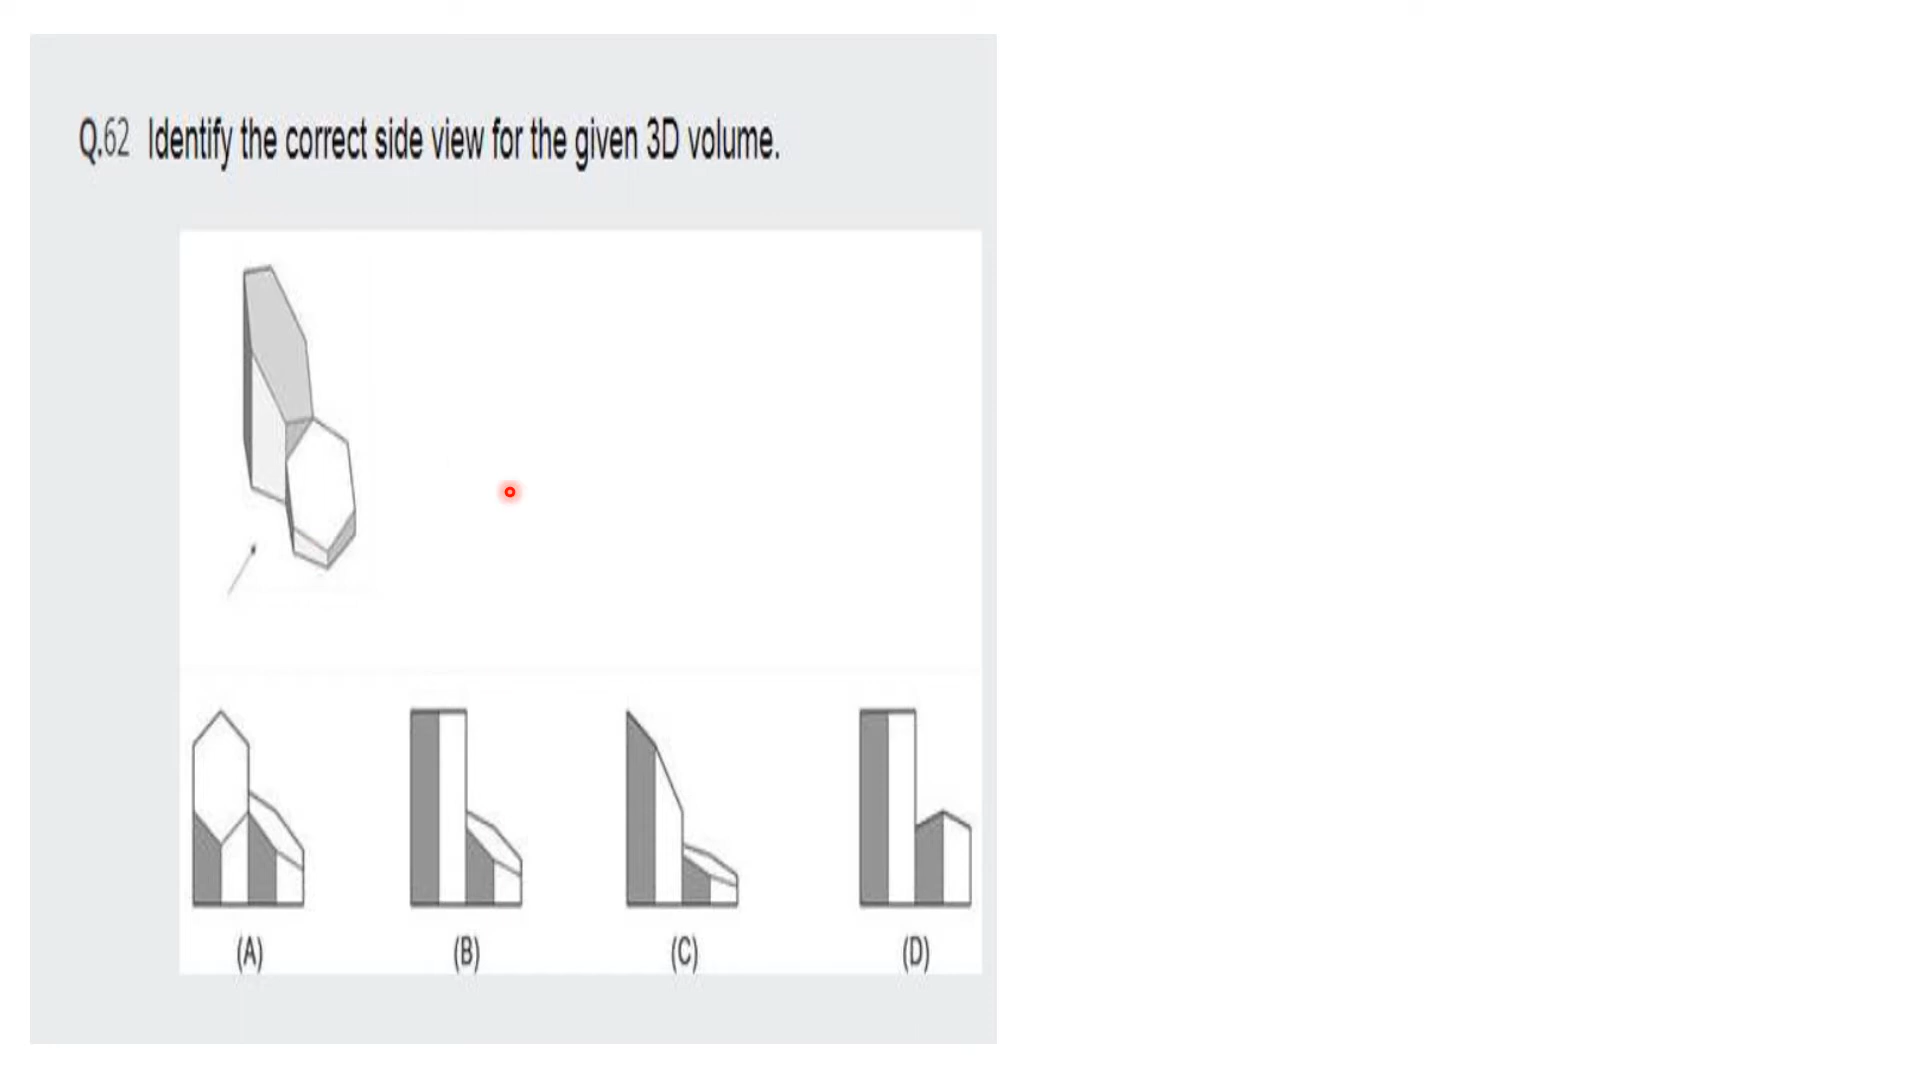 Q.62 Identify the correct side view for the given 3D volume.
(A) (B) (C) (D)